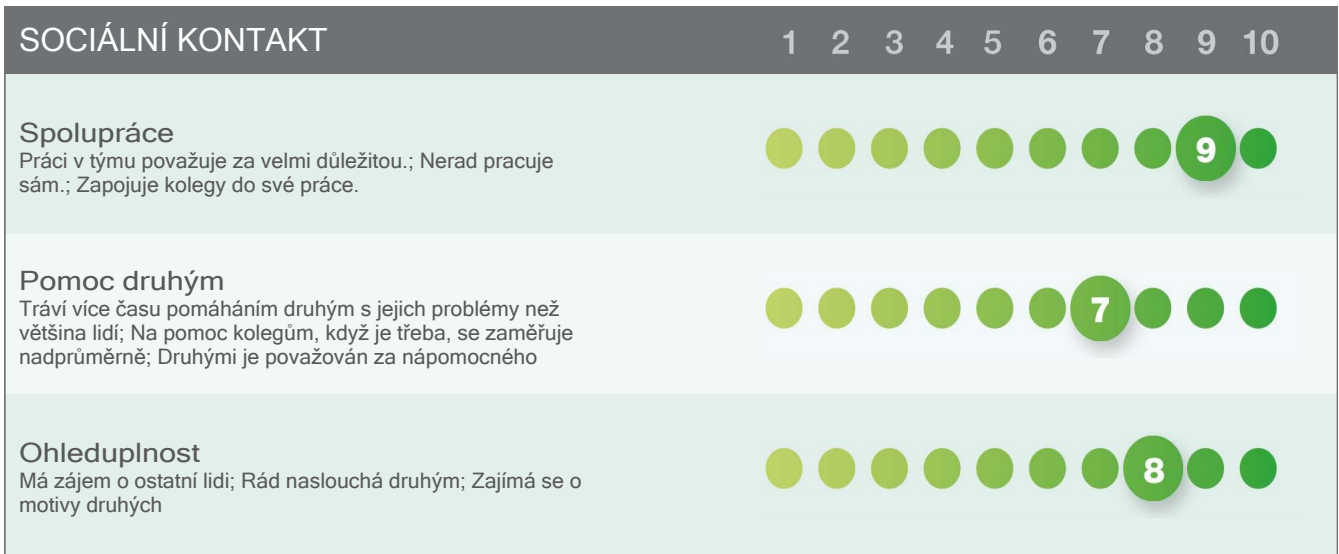 SOCIÁLNÍ KONTAKT 1 2 3 4 5 6 7 8 9 10
Spolupráce
Práci v týmu považuje za velmi důležitou.; Nerad pracuje
sám.; Zapojuje kolegy do své práce.
9
Pomoc druhým
Tráví více času pomáháním druhým s jejich problémy než
většina lidí; Na pomoc kolegům, když je třeba, se zaměřuje
nadprůměrně; Druhými je považován za nápomocného
7
Ohleduplnost
Má zájem o ostatní lidi; Rád naslouchá druhým; Zajímá se o
motivy druhých
8